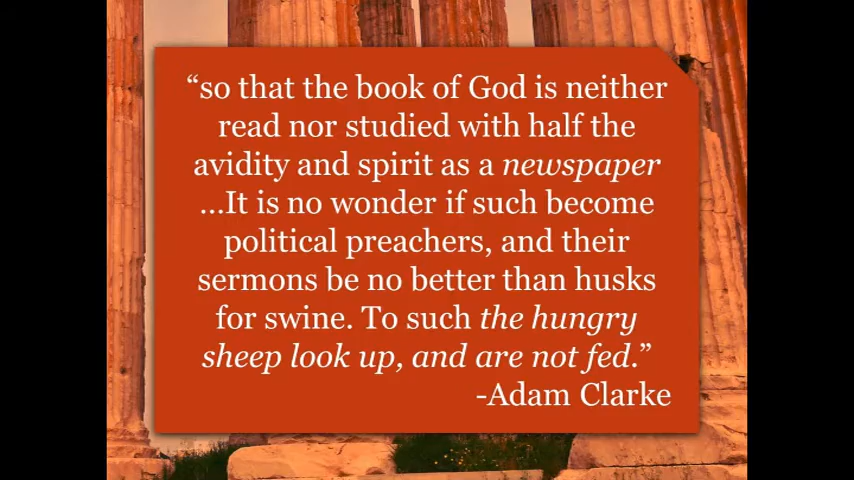 “so that the book of God is neither
read nor studied with half the
avidity and spirit as a newspaper
...It is no wonder if such become
political preachers, and their
sermons be no better than husks
for swine. To such the hungry
sheep look up, and are not fed.”
-Adam Clarke